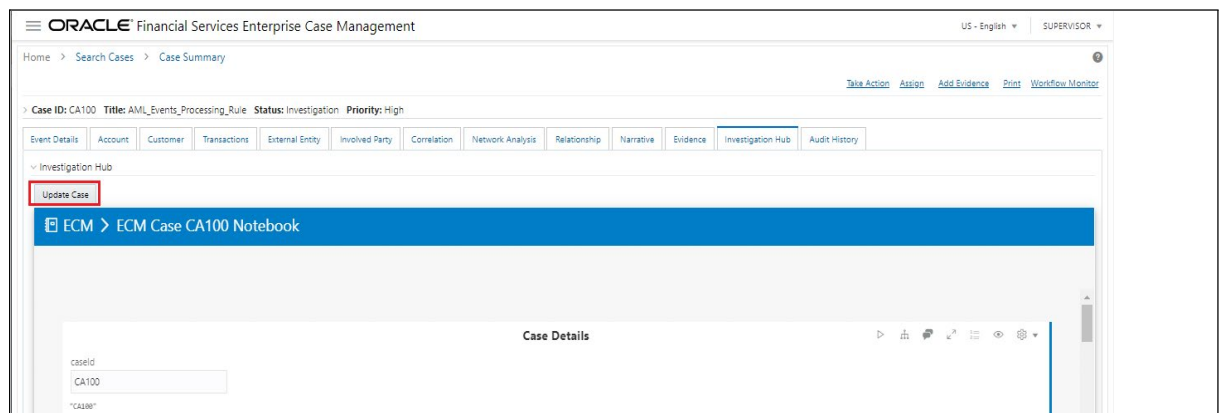 ORACLE® Financial Services Enterprise Case Management US - English SUPERVISOR
Home > Search Cases > Case Summary
Take Action Assign Add Evidence Print Workflow Monitor
> Case ID: CA100 Title: AML_Events_Processing_Rule Status: Investigation Priority: High
Event Details Account Customer Transactions External Entity Involved Party Correlation Network Analysis Relationship Narrative Evidence Investigation Hub Audit History
Investigation Hub
Update Case
ECM > ECM Case CA100 Notebook
Case Details
caseId
CA100
"CA100"